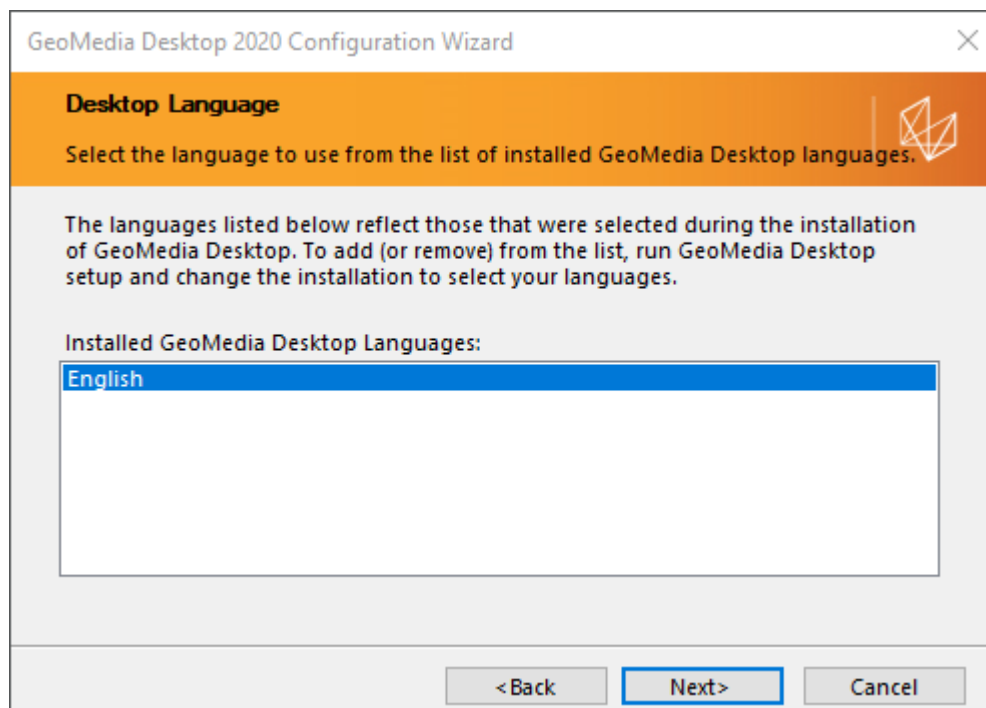 GeoMedia Desktop 2020 Configuration Wizard
Desktop Language
Select the language to use from the list of installed GeoMedia Desktop languages.
The languages listed below reflect those that were selected during the installation
of GeoMedia Desktop. To add (or remove) from the list, run GeoMedia Desktop
setup and change the installation to select your languages.
Installed GeoMedia Desktop Languages:
English
<Back Next> Cancel